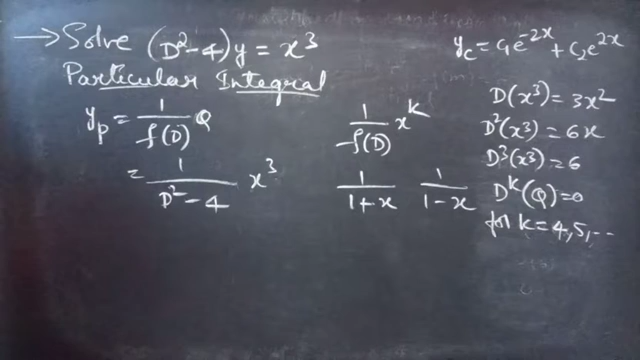 → Solve (D²-4)y = x³
Particular Integral
y_p = 1/f(D) Q
= 1/(D²-4) x³
1/f(D) x^k
1/(1+x) 1/(1-x)
y_c = c₁e^(-2x) + c₂e^(2x)
D(x³) = 3x²
D²(x³) = 6x
D³(x³) = 6
D^k(Q) = 0
for k = 4,5,...